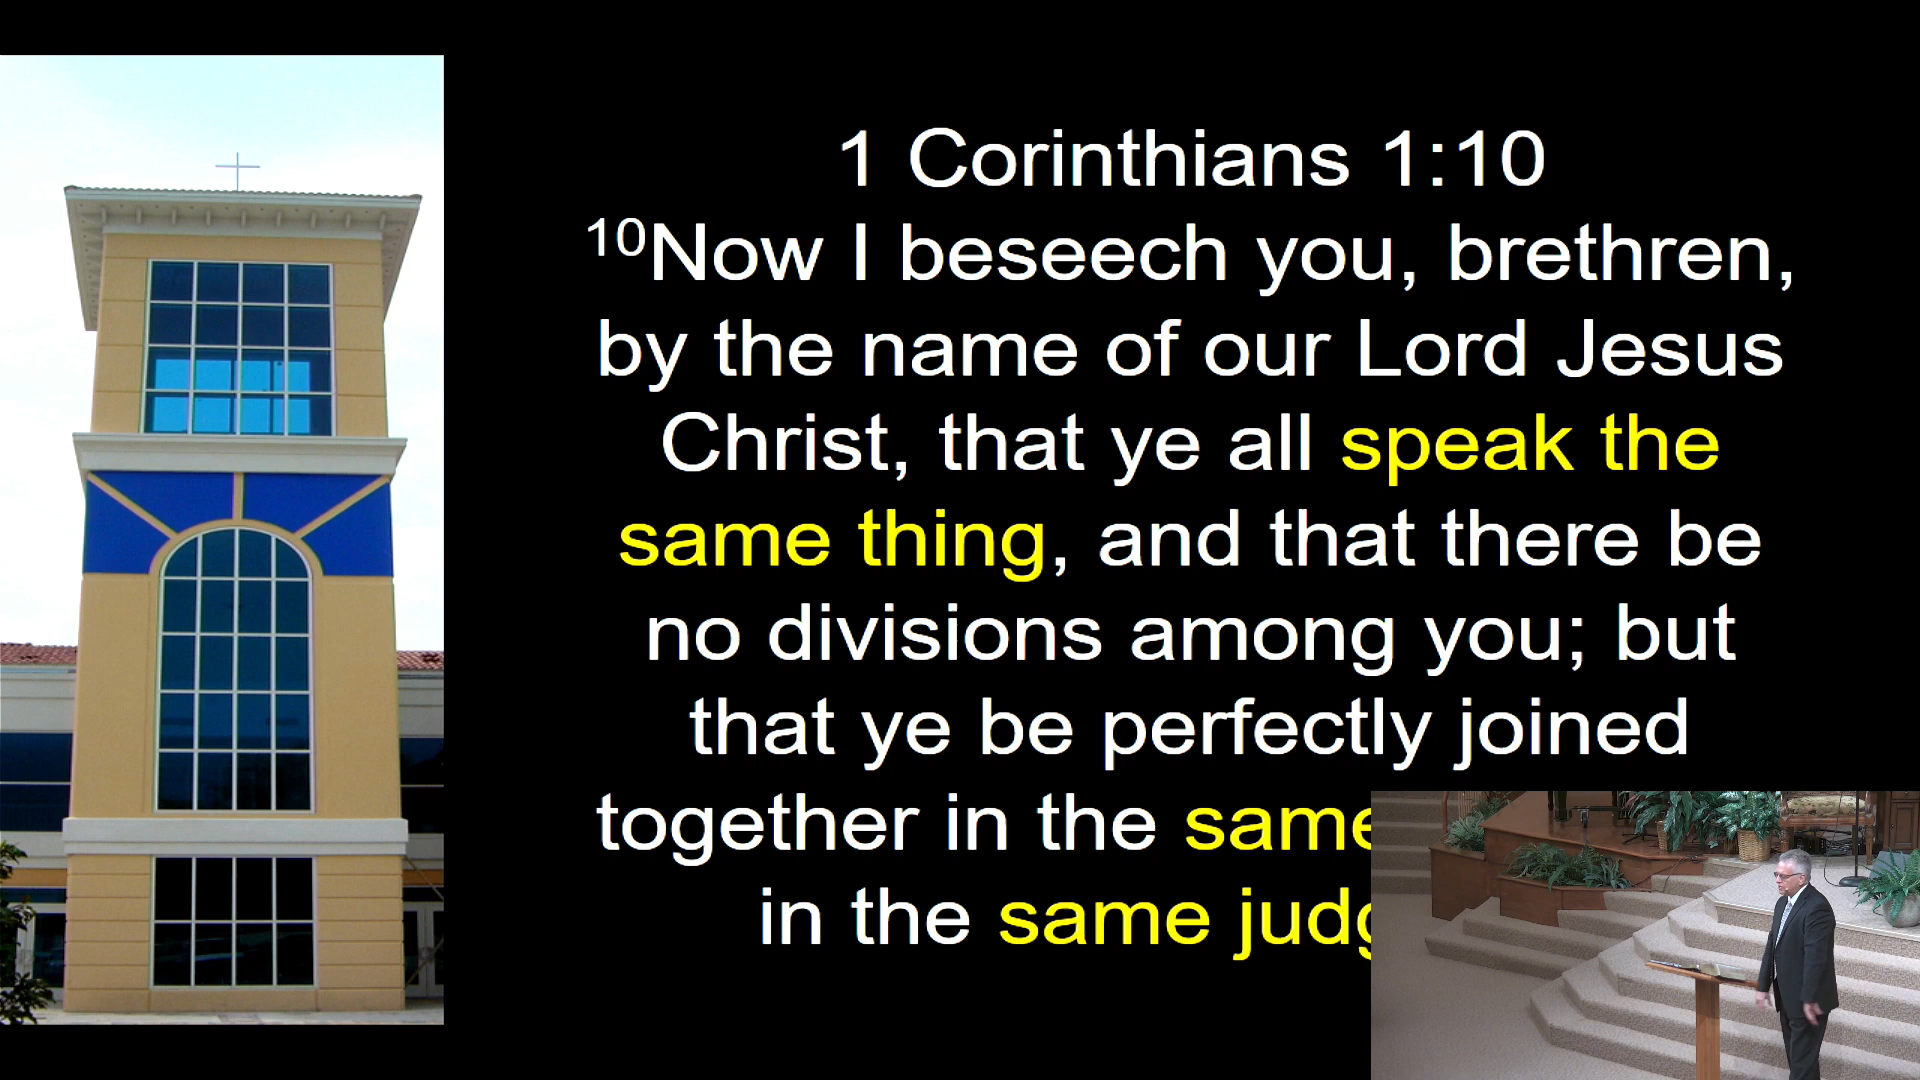 1 Corinthians 1:10
10Now I beseech you, brethren,
by the name of our Lord Jesus
Christ, that ye all speak the
same thing, and that there be
no divisions among you; but
that ye be perfectly joined
together in the same
in the same